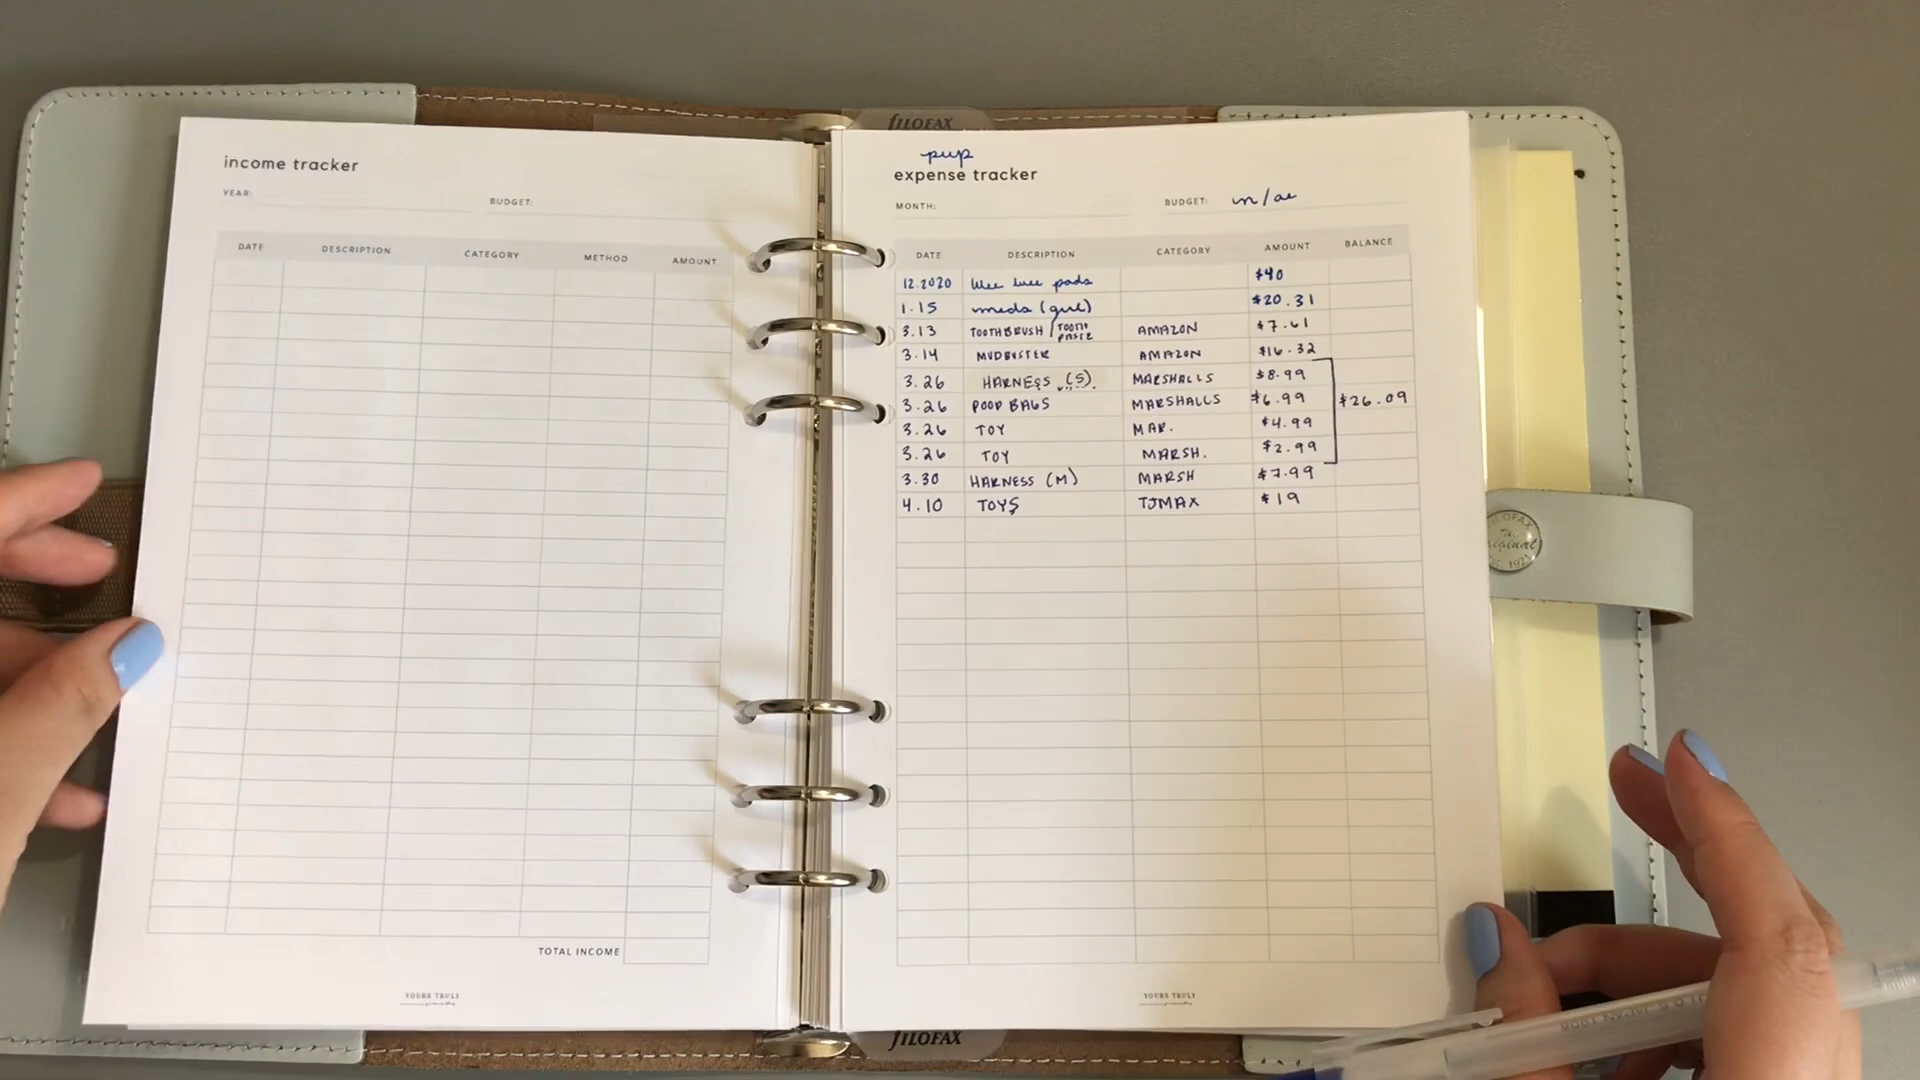 FILOFAX
income tracker
YEAR: BUDGET:
DATE DESCRIPTION CATEGORY METHOD AMOUNT
TOTAL INCOME
YOURS TRULY
pup
expense tracker
MONTH: BUDGET: n/a
DATE DESCRIPTION CATEGORY AMOUNT BALANCE
12.2020 Wee wee pads $40
1.15 meds (girl) $20.31
3.13 TOOTHBRUSH / TOOTH PASTE AMAZON $7.61
3.14 MUDBUSTER AMAZON $16.32
3.26 HARNESS (S) MARSHALLS $8.99
3.26 POOP BAGS MARSHALLS $6.99 $26.09
3.26 TOY MAR. $4.99
3.26 TOY MARSH. $2.99
3.30 HARNESS (M) MARSH $7.99
4.10 TOYS TJMAX $19
YOURS TRULY
FILOFAX
FILOFAX
The Original